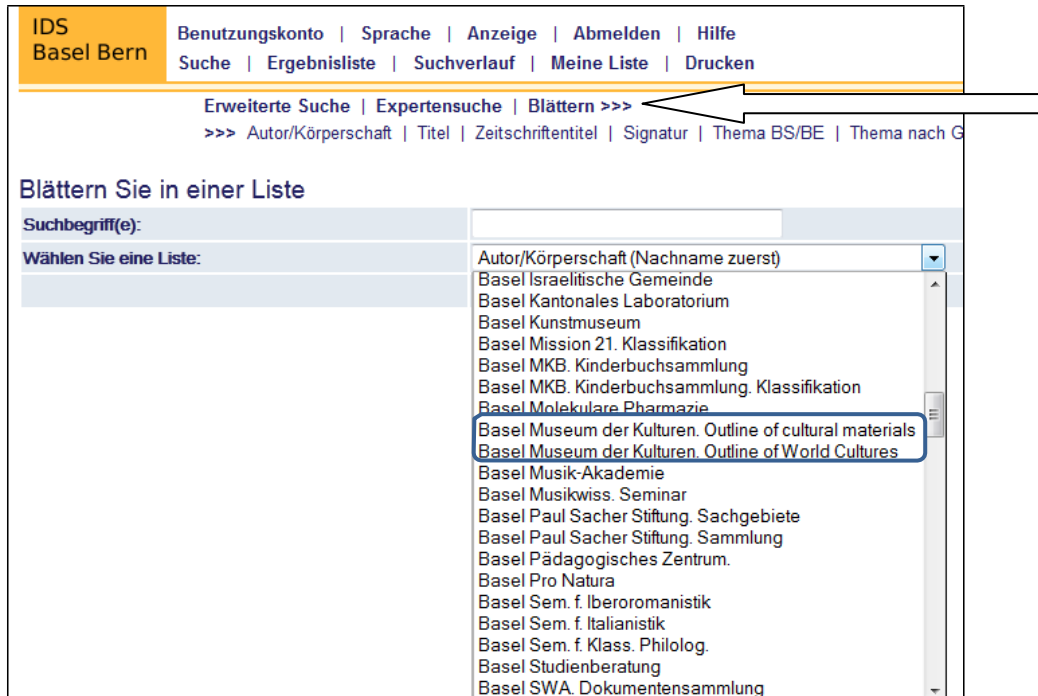 IDS
Basel Bern
Benutzungskonto | Sprache | Anzeige | Abmelden | Hilfe
Suche | Ergebnisliste | Suchverlauf | Meine Liste | Drucken
Erweiterte Suche | Expertensuche | Blättern >>>
>>> Autor/Körperschaft | Titel | Zeitschriftentitel | Signatur | Thema BS/BE | Thema nach G
Blättern Sie in einer Liste
Suchbegriff(e):
Wählen Sie eine Liste: Autor/Körperschaft (Nachname zuerst)
Basel Israelitische Gemeinde
Basel Kantonales Laboratorium
Basel Kunstmuseum
Basel Mission 21. Klassifikation
Basel MKB. Kinderbuchsammlung
Basel MKB. Kinderbuchsammlung. Klassifikation
Basel Molekulare Pharmazie
Basel Museum der Kulturen. Outline of cultural materials
Basel Museum der Kulturen. Outline of World Cultures
Basel Musik-Akademie
Basel Musikwiss. Seminar
Basel Paul Sacher Stiftung. Sachgebiete
Basel Paul Sacher Stiftung. Sammlung
Basel Pädagogisches Zentrum.
Basel Pro Natura
Basel Sem. f. Iberoromanistik
Basel Sem. f. Italianistik
Basel Sem. f. Klass. Philolog.
Basel Studienberatung
Basel SWA. Dokumentensammlung